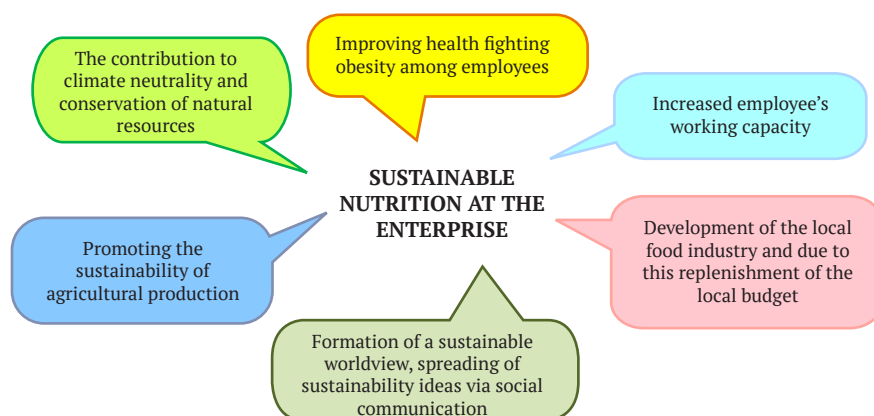 The contribution to
climate neutrality and
conservation of natural
resources
Improving health fighting
obesity among employees
Increased employee's
working capacity
SUSTAINABLE
NUTRITION AT THE
ENTERPRISE
Promoting the
sustainability of
agricultural production
Development of the local
food industry and due to
this replenishment of the
local budget
Formation of a sustainable
worldview, spreading of
sustainability ideas via social
communication